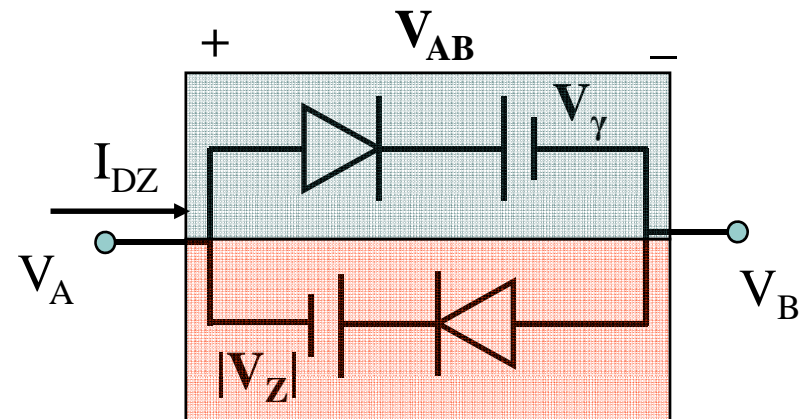 + V_AB −
V_γ
I_DZ
V_A
V_B
|V_Z|